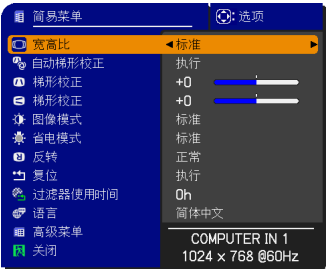 简易菜单 选项
宽高比 标准
自动梯形校正 执行
梯形校正 +0
梯形校正 +0
图像模式 标准
省电模式 标准
反转 正常
复位 执行
过滤器使用时间 0h
语言 简体中文
高级菜单 COMPUTER IN 1
关闭 1024 × 768 @60Hz